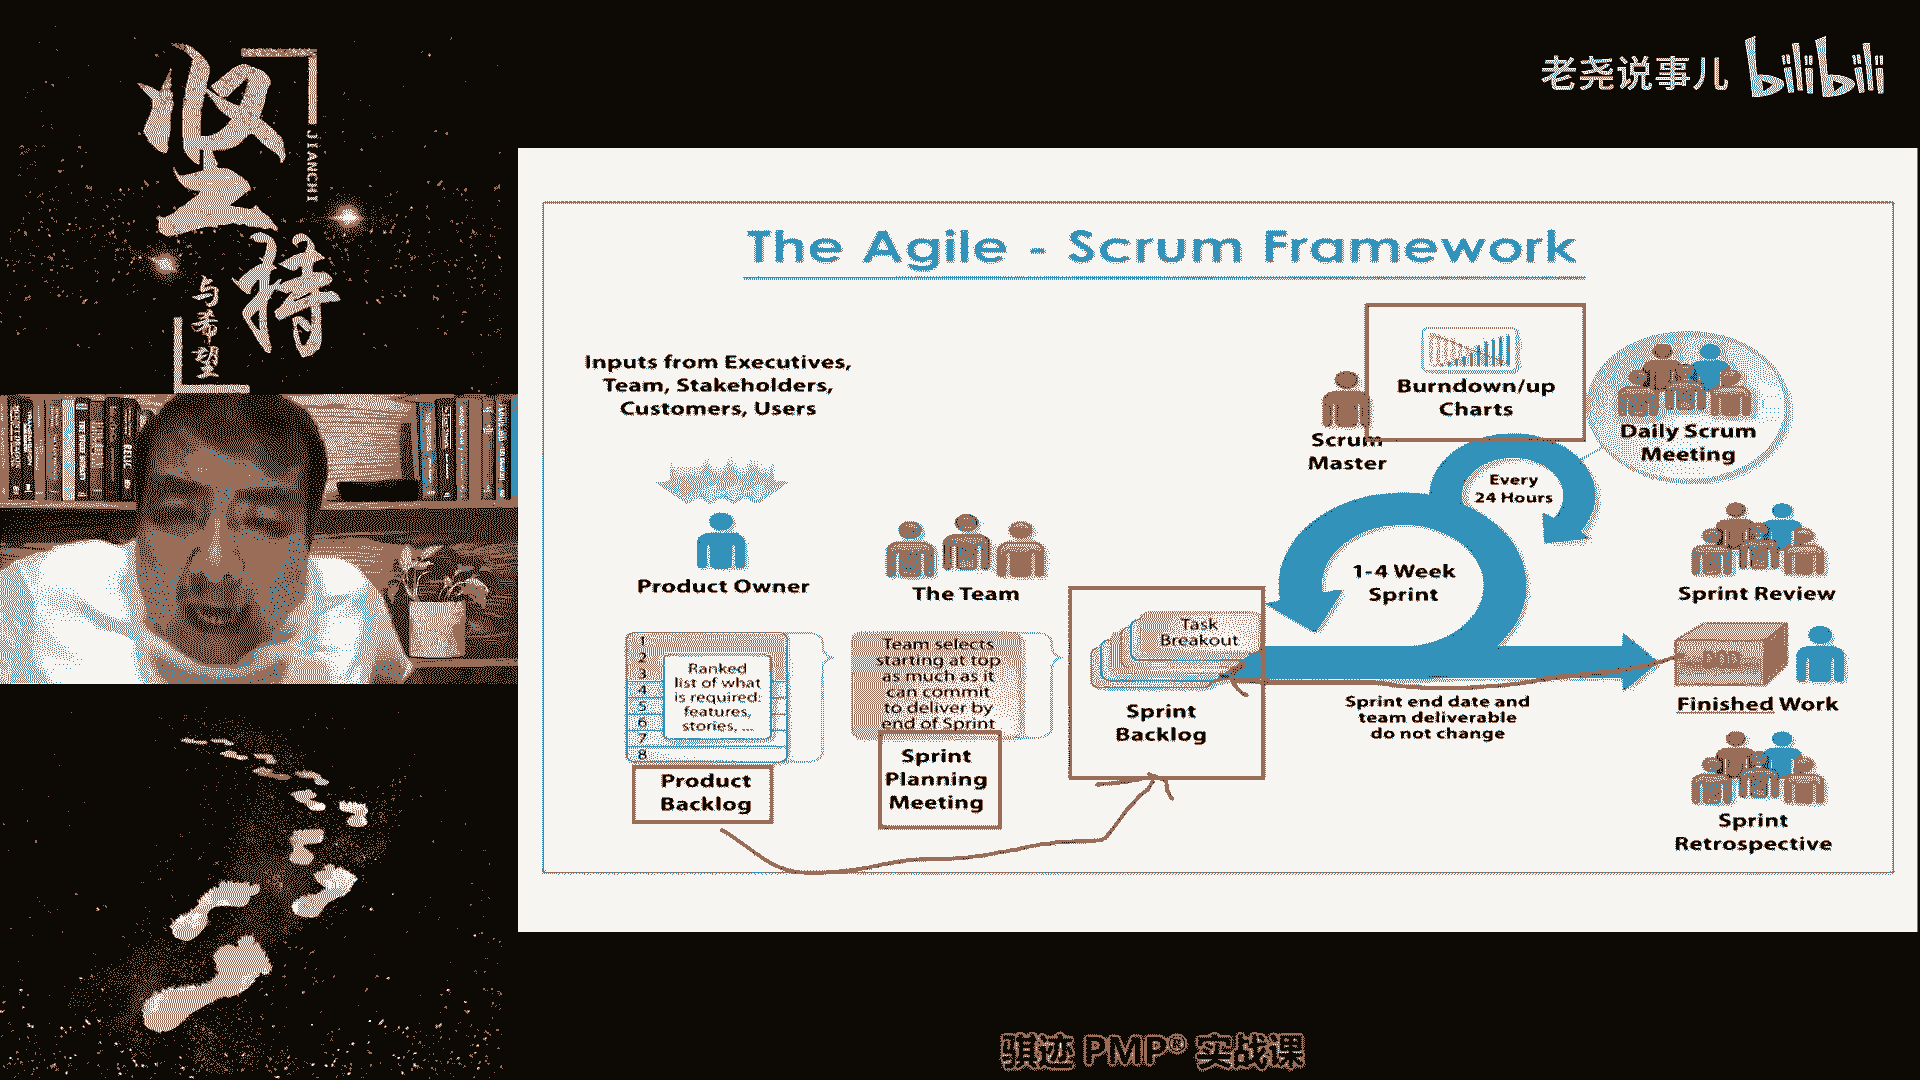 坚持
JIANCHI
与希望
老尧说事儿 bilibili
The Agile - Scrum Framework
Inputs from Executives,
Team, Stakeholders,
Customers, Users
Product Owner
The Team
1
2
3
4
5
6
7
8
Ranked
list of what
is required:
features,
stories, ...
Product
Backlog
Team selects
starting at top
as much as it
can commit
to deliver by
end of Sprint
Sprint
Planning
Meeting
Task
Breakout
Sprint
Backlog
Scrum
Master
Burndown/up
Charts
Every
24 Hours
Daily Scrum
Meeting
1-4 Week
Sprint
Sprint end date and
team deliverable
do not change
Sprint Review
Finished Work
Sprint
Retrospective
骐迹 PMP® 实战课